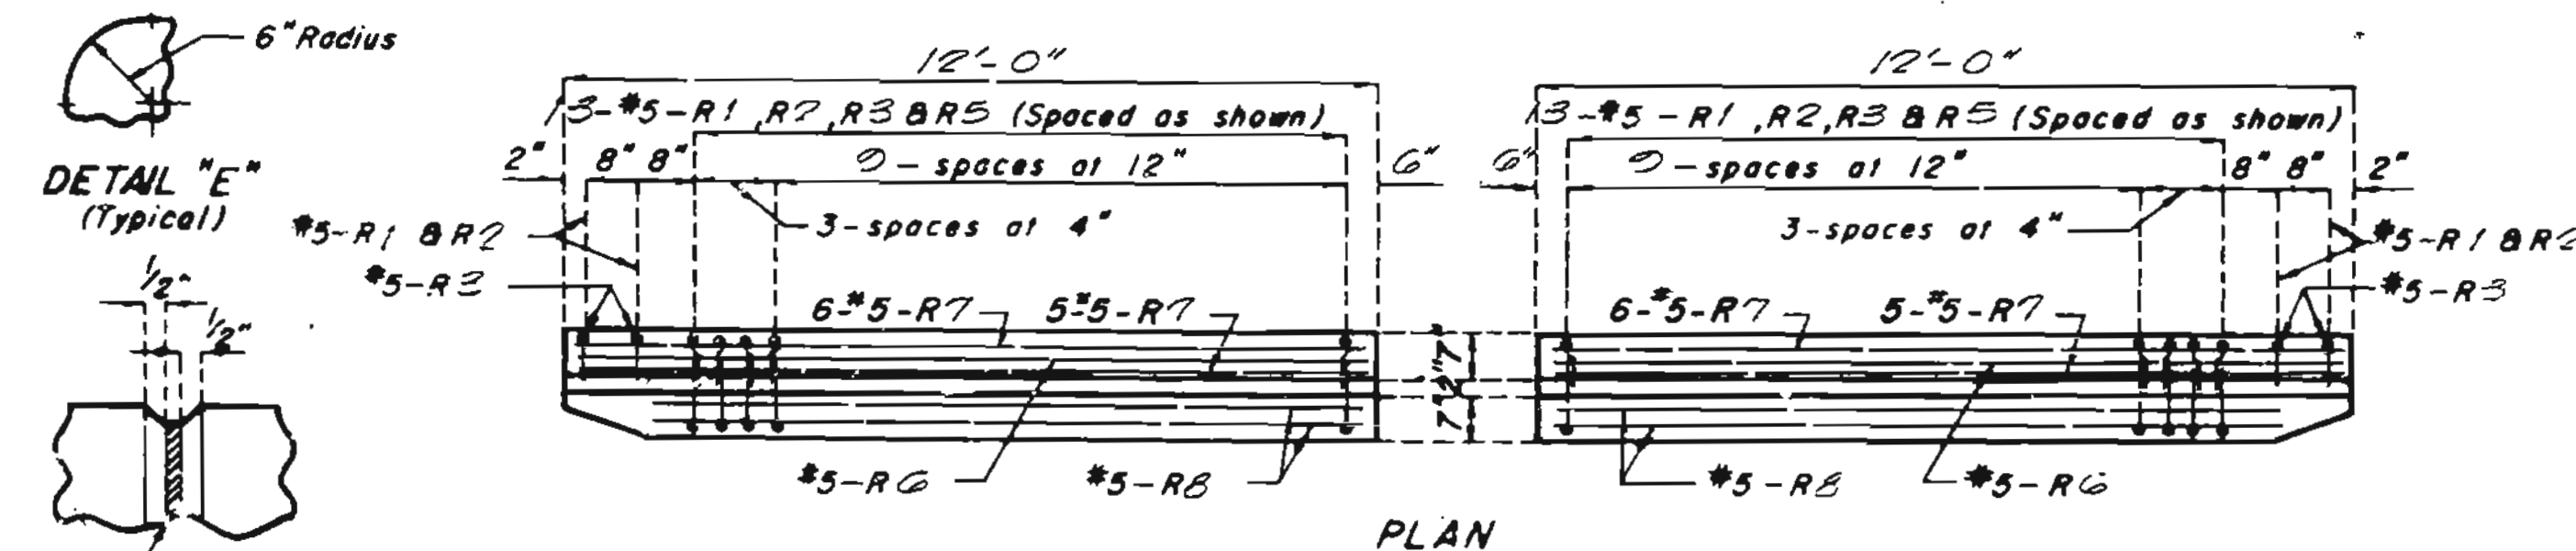 6" Radius
DETAIL "E"
(Typical)
1/2"
1/2"
12'-0"
13-#5-R1, R2, R3 & R5 (Spaced as shown)
2" 8" 8" 9 - spaces at 12" 6"
3-spaces at 4"
#5-R1 & R2
#5-R3
6-#5-R7 5-#5-R7
#5-R6 #5-R8
7" 2" 7"
12'-0"
13-#5-R1, R2, R3 & R5 (Spaced as shown)
6" 9-spaces at 12" 8" 8" 2"
3-spaces at 4"
#5-R1 & R2
#5-R3
6-#5-R7 5-#5-R7
#5-R8 #5-R6
PLAN